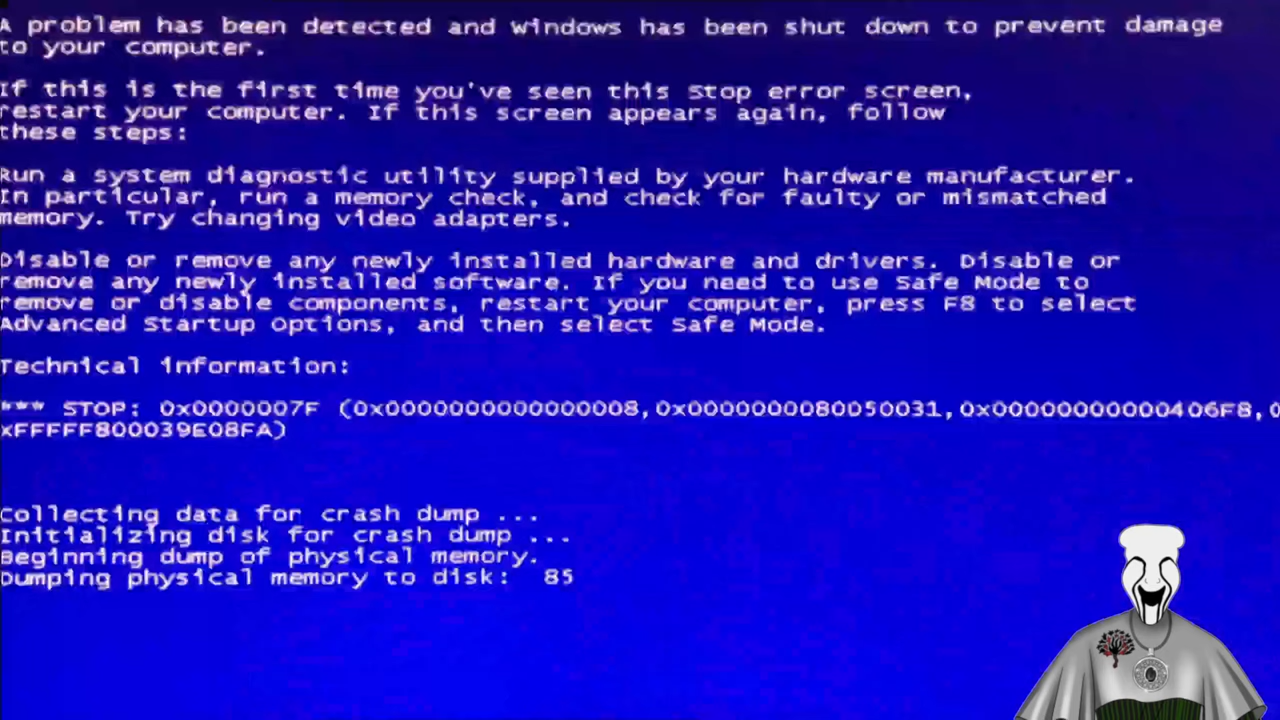 A problem has been detected and Windows has been shut down to prevent damage
to your computer.
If this is the first time you've seen this Stop error screen,
restart your computer. If this screen appears again, follow
these steps:
Run a system diagnostic utility supplied by your hardware manufacturer.
In particular, run a memory check, and check for faulty or mismatched
memory. Try changing video adapters.
Disable or remove any newly installed hardware and drivers. Disable or
remove any newly installed software. If you need to use Safe Mode to
remove or disable components, restart your computer, press F8 to select
Advanced Startup Options, and then select Safe Mode.
Technical information:
*** STOP: 0x0000007F (0x0000000000000008,0x0000000080050031,0x00000000000406F8,0
xFFFFF800039E08FA)
Collecting data for crash dump ...
Initializing disk for crash dump ...
Beginning dump of physical memory.
Dumping physical memory to disk:  85